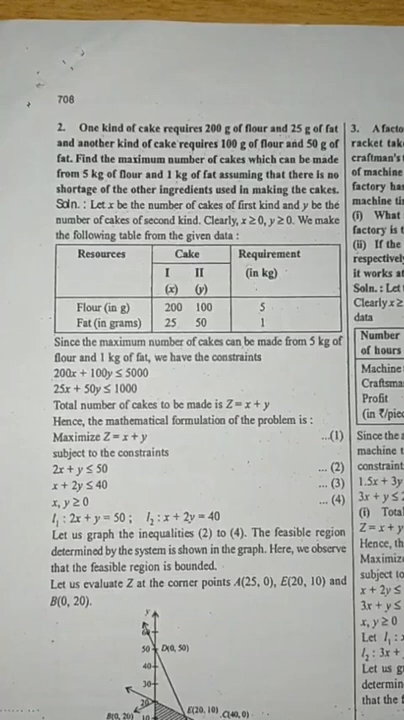 706
2. One kind of cake requires 200 g of flour and 25 g of fat
and another kind of cake requires 100 g of flour and 50 g of
fat. Find the maximum number of cakes which can be made
from 5 kg of flour and 1 kg of fat assuming that there is no
shortage of the other ingredients used in making the cakes.
Soln. : Let x be the number of cakes of first kind and y be the
number of cakes of second kind. Clearly, x ≥ 0, y ≥ 0. We make
the following table from the given data :
Resources Cake Requirement
I II (in kg)
(x) (y)
Flour (in g) 200 100 5
Fat (in grams) 25 50 1
Since the maximum number of cakes can be made from 5 kg of
flour and 1 kg of fat, we have the constraints
200x + 100y ≤ 5000
25x + 50y ≤ 1000
Total number of cakes to be made is Z = x + y
Hence, the mathematical formulation of the problem is :
Maximize Z = x + y ...(1)
subject to the constraints
2x + y ≤ 50 ... (2)
x + 2y ≤ 40 ... (3)
x, y ≥ 0 ... (4)
l₁ : 2x + y = 50 ; l₂ : x + 2y = 40
Let us graph the inequalities (2) to (4). The feasible region
determined by the system is shown in the graph. Here, we observe
that the feasible region is bounded.
Let us evaluate Z at the corner points A(25, 0), E(20, 10) and
B(0, 20).
y
50 D(0, 50)
40
30
20
B(0, 20) 10 E(20, 10) C(40, 0)
3. A facto
racket tak
craftman's
of machine
factory has
machine ti
(i) What
factory is t
(ii) If the
respectively
it works at
Soln. : Let
Clearly x ≥
data
Number
of hours
Machine
Craftsma
Profit
(in ₹/piec
Since the
machine t
constraint
1.5x + 3y
3x + y ≤
(i) Total
Z = x + y
Hence, th
Maximiz
subject to
x + 2y ≤
3x + y ≤
x, y ≥ 0
Let l₁ :
l₂ : 3x +
Let us g
determin
that the f